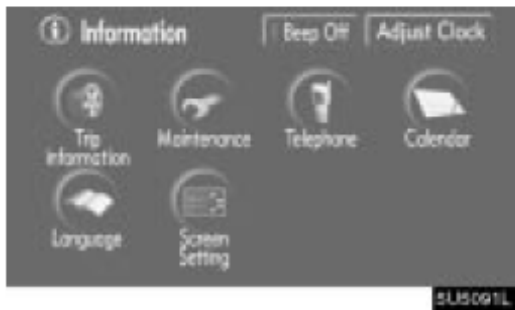 i Information
Beep Off
Adjust Clock
Trip
information
Maintenance
Telephone
Calendar
Language
Screen
Setting
5U5091L